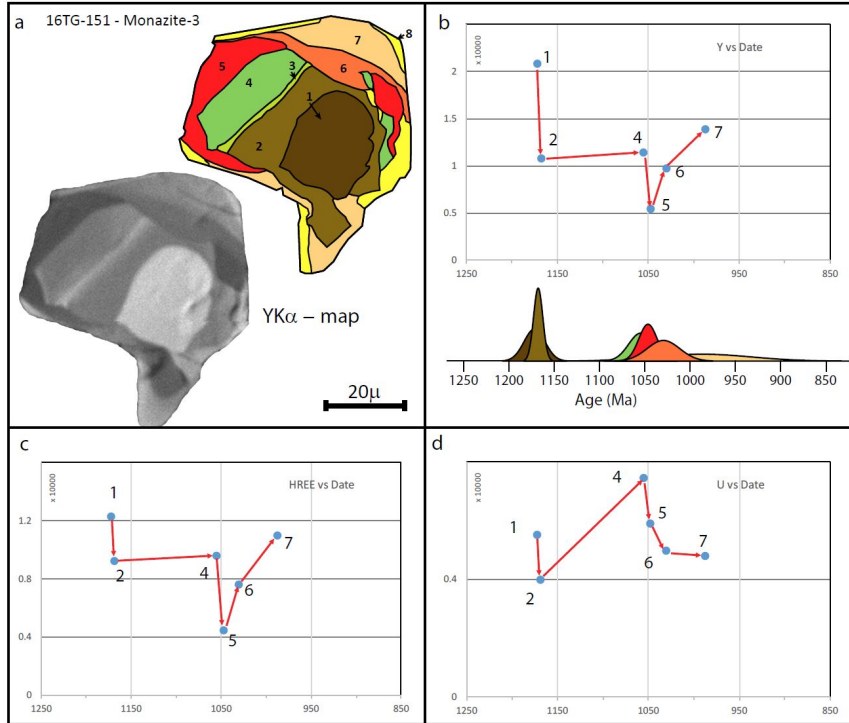 a
16TG-151 - Monazite-3
8
7
5
6
3
4
1
2
YKα – map
20μ
b
Y vs Date
x 10000
2
1.5
1
0.5
0
1
2
4
5
6
7
1250 1150 1050 950 850
1250 1200 1150 1100 1050 1000 950 900 850
Age (Ma)
c
HREE vs Date
x 10000
1.2
0.8
0.4
0
1
2
4
5
6
7
1250 1150 1050 950 850
d
U vs Date
x 10000
0.4
0
1
2
4
5
6
7
1250 1150 1050 950 850